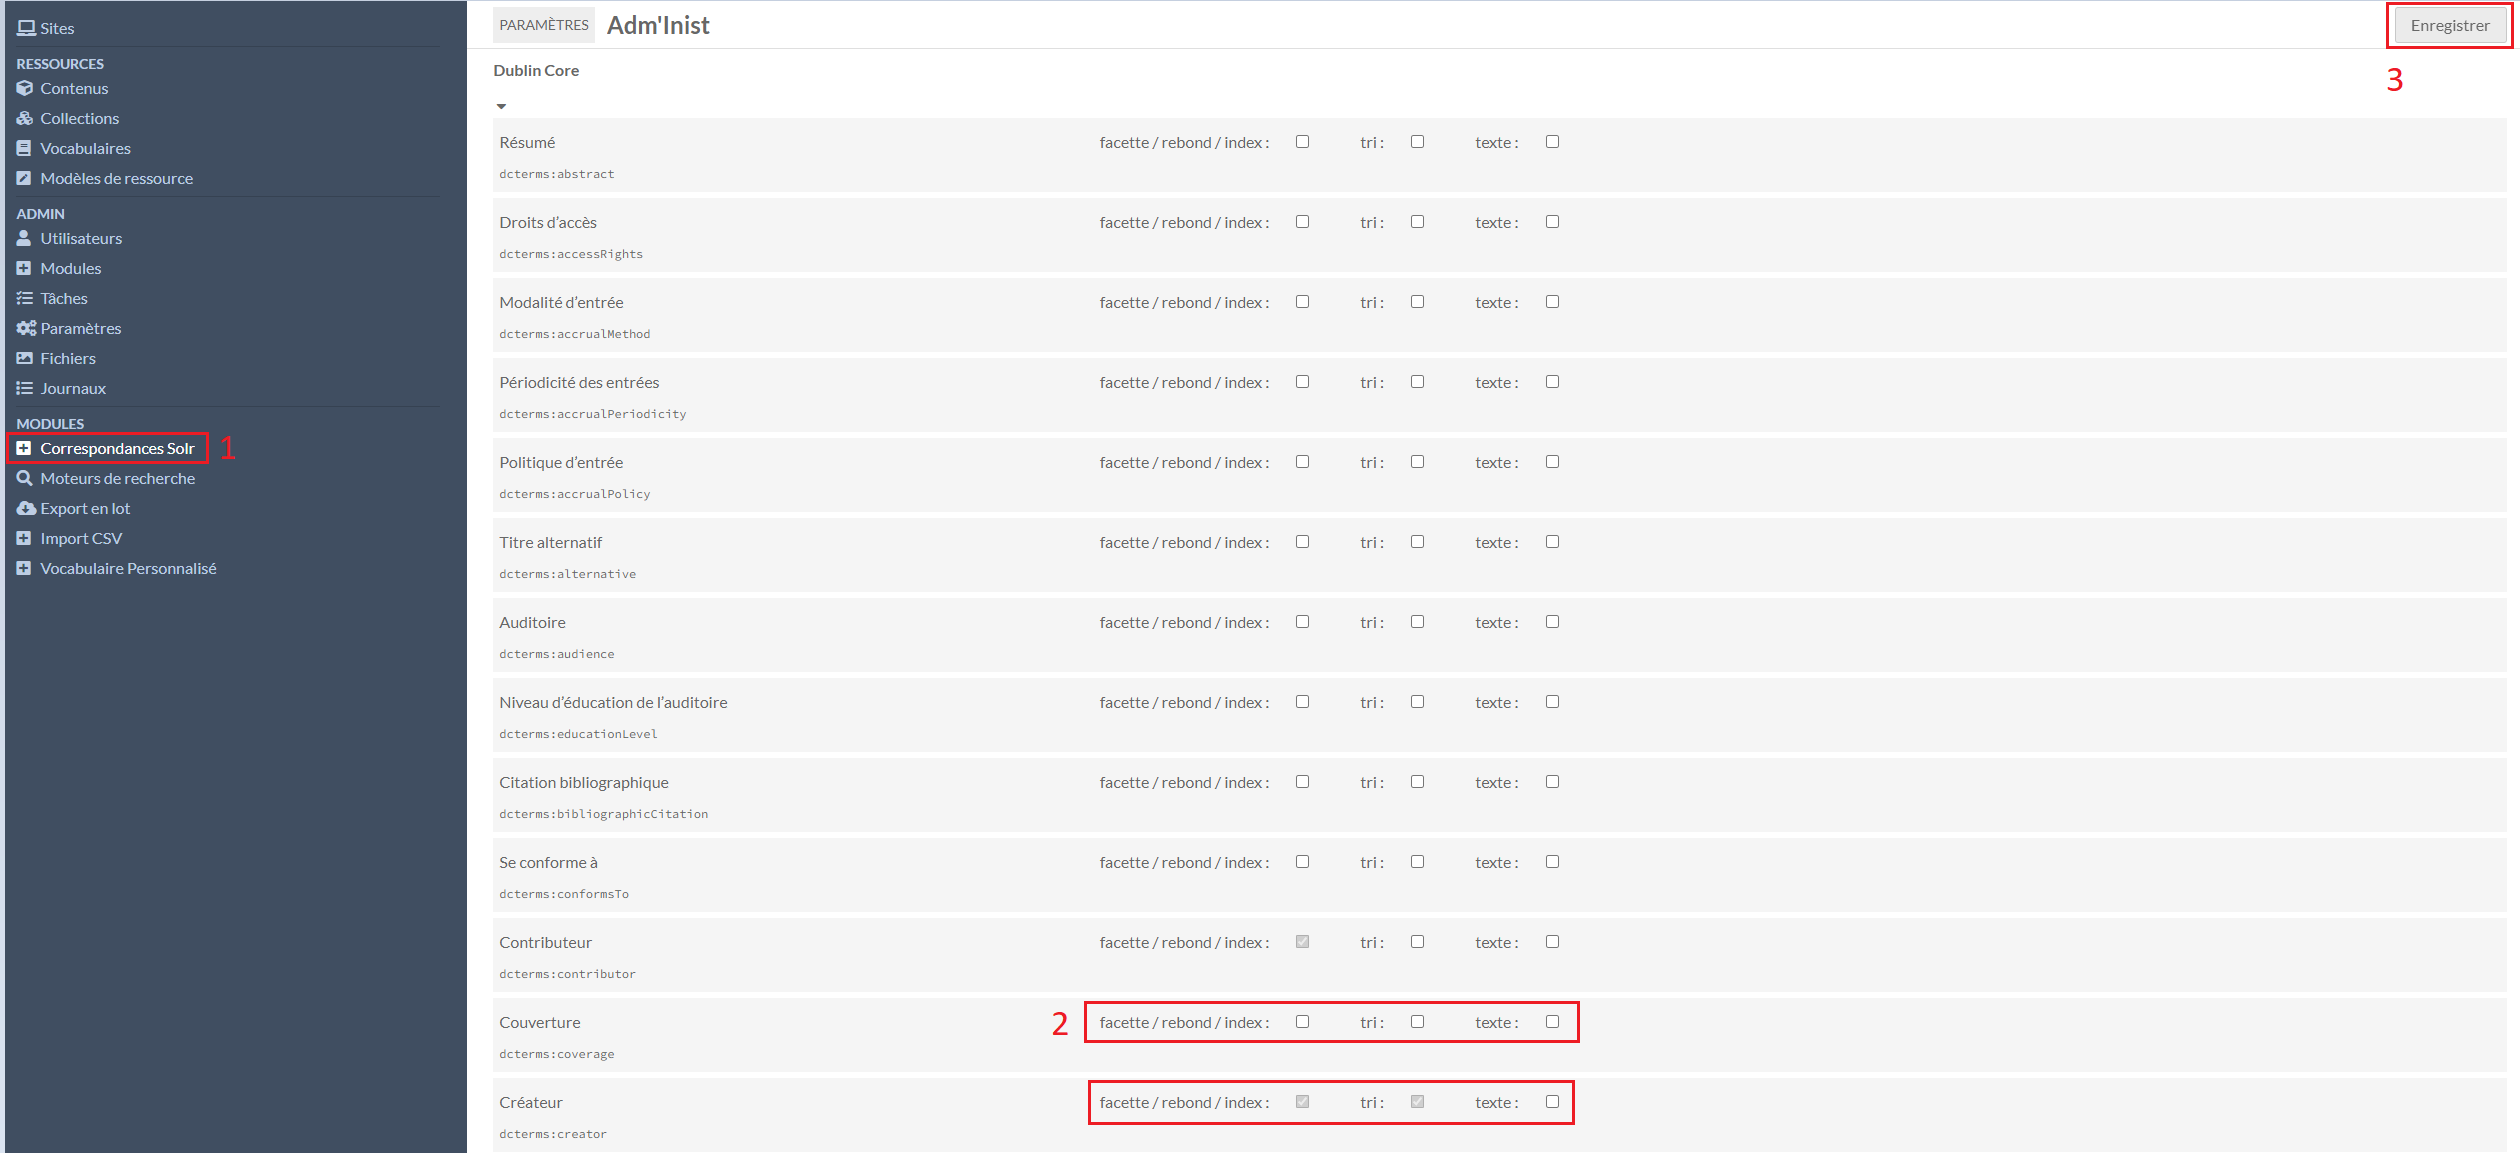 Sites
RESSOURCES
Contenus
Collections
Vocabulaires
Modèles de ressource
ADMIN
Utilisateurs
Modules
Tâches
Paramètres
Fichiers
Journaux
MODULES
Correspondances Solr 1
Moteurs de recherche
Export en lot
Import CSV
Vocabulaire Personnalisé
PARAMÈTRES Adm'Inist Enregistrer
3
Dublin Core
Résumé facette / rebond / index : tri : texte :
dcterms:abstract
Droits d’accès facette / rebond / index : tri : texte :
dcterms:accessRights
Modalité d’entrée facette / rebond / index : tri : texte :
dcterms:accrualMethod
Périodicité des entrées facette / rebond / index : tri : texte :
dcterms:accrualPeriodicity
Politique d’entrée facette / rebond / index : tri : texte :
dcterms:accrualPolicy
Titre alternatif facette / rebond / index : tri : texte :
dcterms:alternative
Auditoire facette / rebond / index : tri : texte :
dcterms:audience
Niveau d’éducation de l’auditoire facette / rebond / index : tri : texte :
dcterms:educationLevel
Citation bibliographique facette / rebond / index : tri : texte :
dcterms:bibliographicCitation
Se conforme à facette / rebond / index : tri : texte :
dcterms:conformsTo
Contributeur facette / rebond / index : tri : texte :
dcterms:contributor
Couverture 2 facette / rebond / index : tri : texte :
dcterms:coverage
Créateur facette / rebond / index : tri : texte :
dcterms:creator